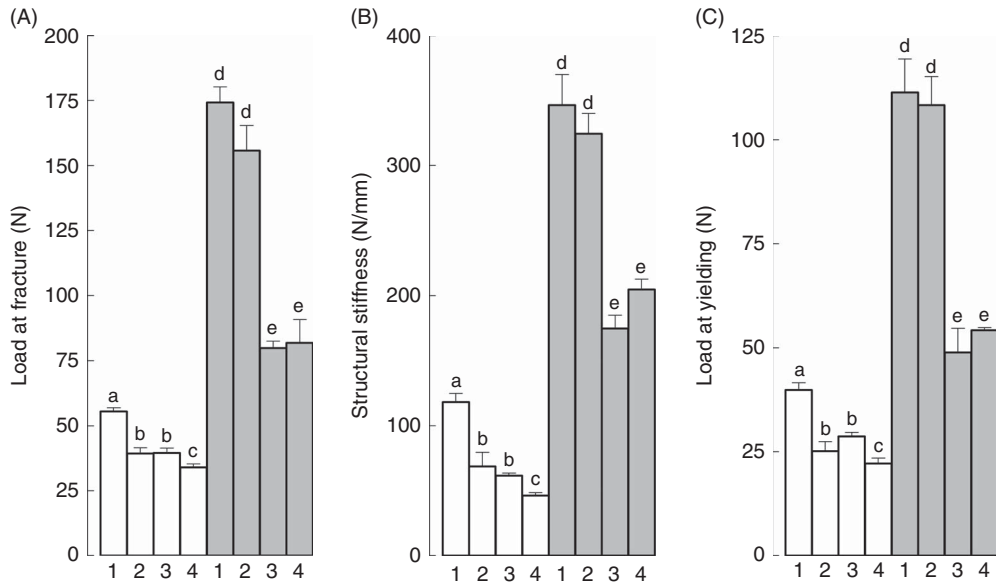 (A)
Load at fracture (N)
200
175
150
125
100
75
50
25
0
a
b
b
c
d
d
e
e
1 2 3 4 1 2 3 4
(B)
Structural stiffness (N/mm)
400
300
200
100
0
a
b
b
c
d
d
e
e
1 2 3 4 1 2 3 4
(C)
Load at yielding (N)
125
100
75
50
25
0
a
b
b
c
d
d
e
e
1 2 3 4 1 2 3 4